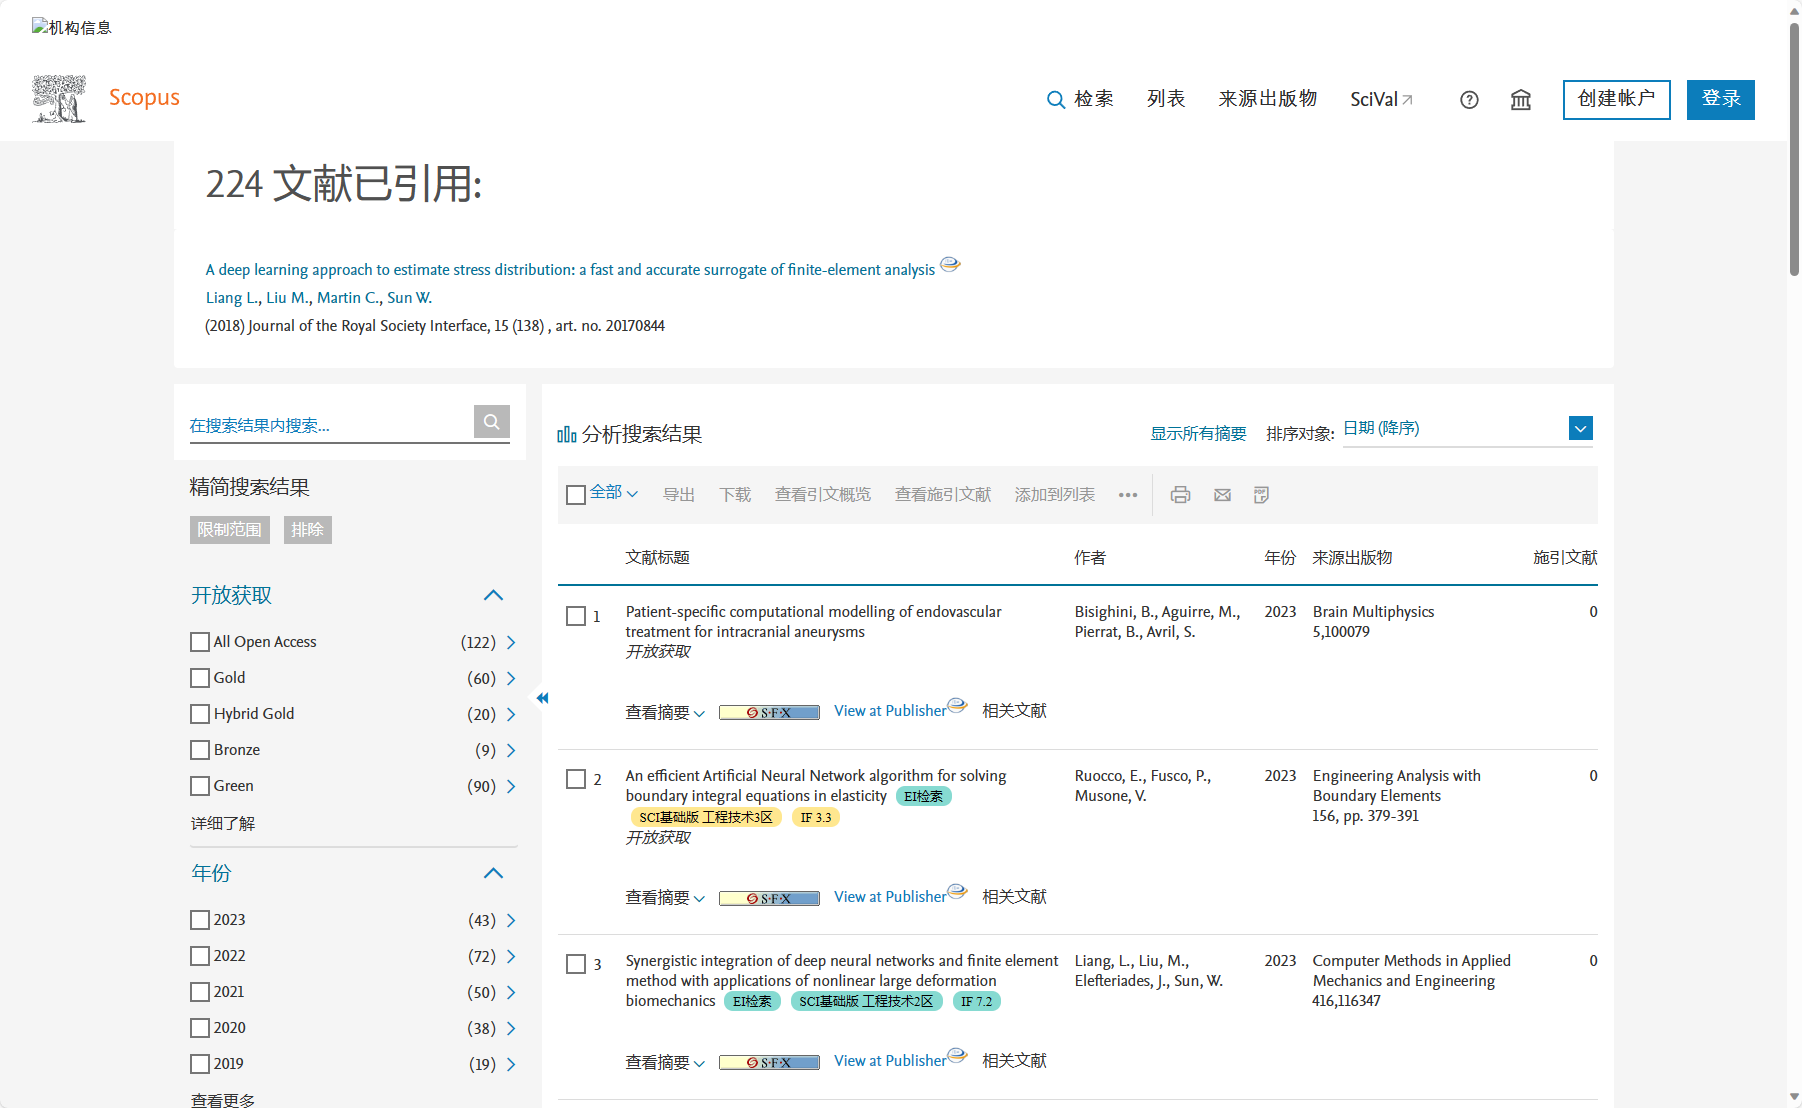 机构信息
Scopus
检索 列表 来源出版物 SciVal 创建帐户 登录
224 文献已引用:
A deep learning approach to estimate stress distribution: a fast and accurate surrogate of finite-element analysis
Liang L., Liu M., Martin C., Sun W.
(2018) Journal of the Royal Society Interface, 15 (138) , art. no. 20170844
在搜索结果内搜索...
精简搜索结果
限制范围 排除
开放获取
All Open Access (122)
Gold (60)
Hybrid Gold (20)
Bronze (9)
Green (90)
详细了解
年份
2023 (43)
2022 (72)
2021 (50)
2020 (38)
2019 (19)
查看更多
分析搜索结果
显示所有摘要 排序对象: 日期 (降序)
全部 导出 下载 查看引文概览 查看施引文献 添加到列表 •••
文献标题 作者 年份 来源出版物 施引文献
1 Patient-specific computational modelling of endovascular Bisighini, B., Aguirre, M., 2023 Brain Multiphysics 0
treatment for intracranial aneurysms Pierrat, B., Avril, S. 5,100079
开放获取
查看摘要 S·F·X View at Publisher 相关文献
2 An efficient Artificial Neural Network algorithm for solving Ruocco, E., Fusco, P., 2023 Engineering Analysis with 0
boundary integral equations in elasticity EI检索 Musone, V. Boundary Elements
SCI基础版 工程技术3区 IF 3.3 156, pp. 379-391
开放获取
查看摘要 S·F·X View at Publisher 相关文献
3 Synergistic integration of deep neural networks and finite element Liang, L., Liu, M., 2023 Computer Methods in Applied 0
method with applications of nonlinear large deformation Elefteriades, J., Sun, W. Mechanics and Engineering
biomechanics EI检索 SCI基础版 工程技术2区 IF 7.2 416,116347
查看摘要 S·F·X View at Publisher 相关文献